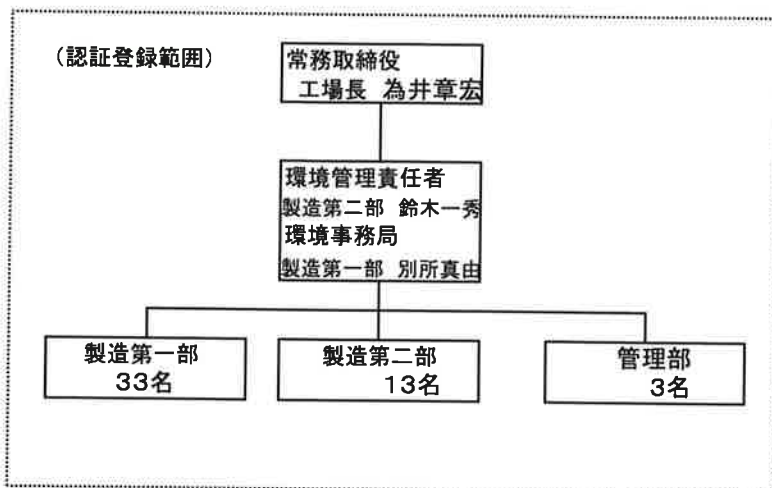 (認証登録範囲)
常務取締役
工場長 為井章宏
環境管理責任者
製造第二部 鈴木一秀
環境事務局
製造第一部 別所真由
製造第一部
33名
製造第二部
13名
管理部
3名